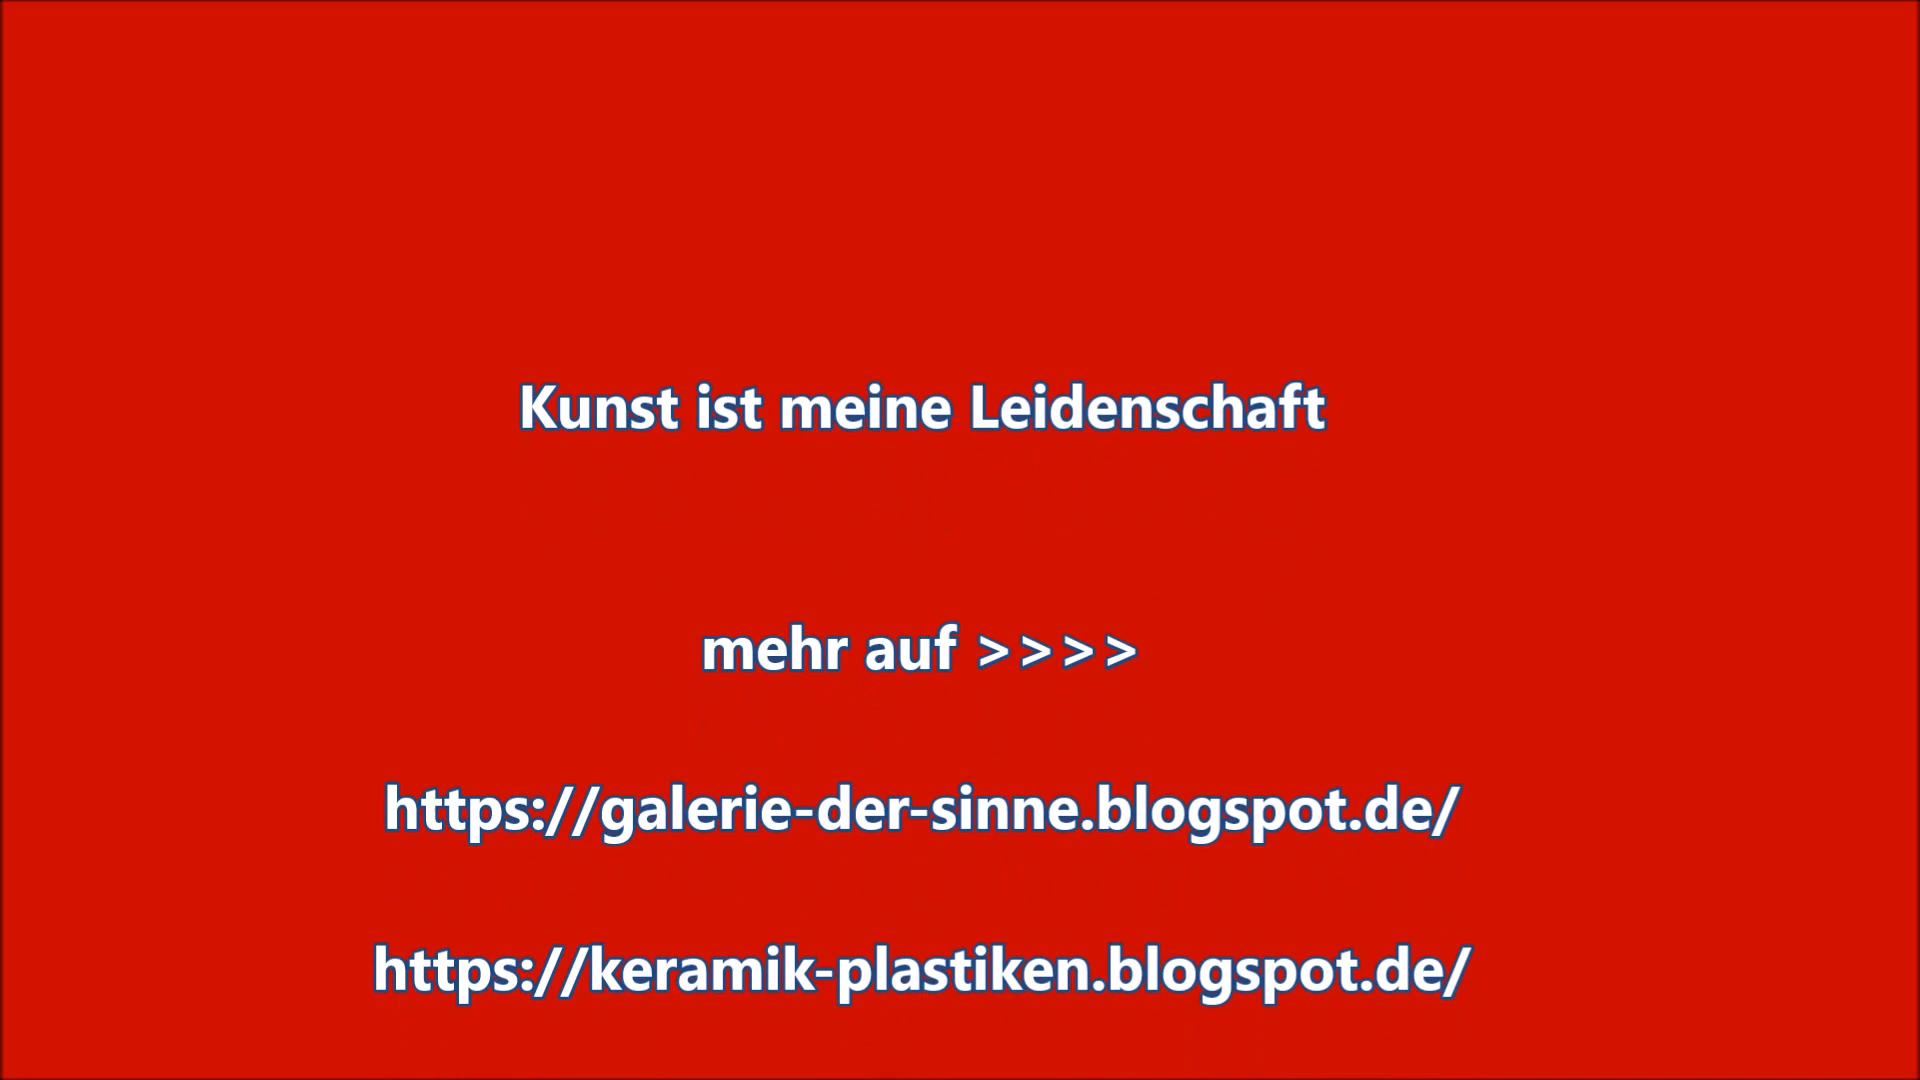 Kunst ist meine Leidenschaft
mehr auf >>>>
https://galerie-der-sinne.blogspot.de/
https://keramik-plastiken.blogspot.de/